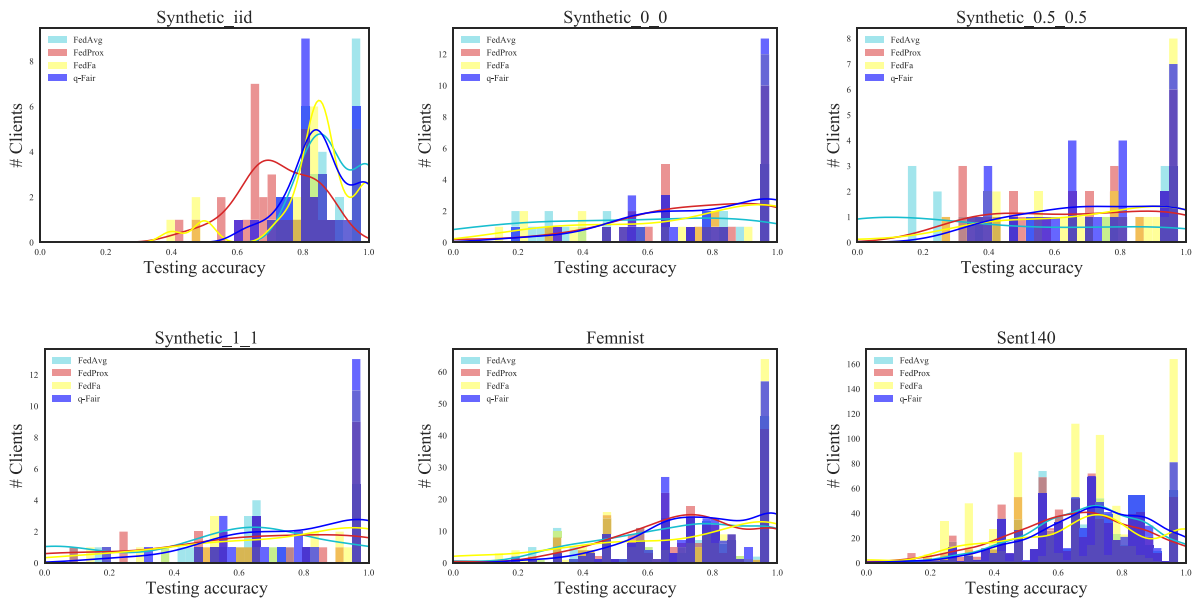 Synthetic_iid
FedAvg
FedProx
FedFa
q-Fair
# Clients
8
6
4
2
0
0.0 0.2 0.4 0.6 0.8 1.0
Testing accuracy
Synthetic_0_0
FedAvg
FedProx
FedFa
q-Fair
# Clients
12
10
8
6
4
2
0
0.0 0.2 0.4 0.6 0.8 1.0
Testing accuracy
Synthetic_0.5_0.5
FedAvg
FedProx
FedFa
q-Fair
# Clients
8
7
6
5
4
3
2
1
0
0.0 0.2 0.4 0.6 0.8 1.0
Testing accuracy
Synthetic_1_1
FedAvg
FedProx
FedFa
q-Fair
# Clients
12
10
8
6
4
2
0
0.0 0.2 0.4 0.6 0.8 1.0
Testing accuracy
Femnist
FedAvg
FedProx
FedFa
q-Fair
# Clients
60
50
40
30
20
10
0
0.0 0.2 0.4 0.6 0.8 1.0
Testing accuracy
Sent140
FedAvg
FedProx
FedFa
q-Fair
# Clients
160
140
120
100
80
60
40
20
0
0.0 0.2 0.4 0.6 0.8 1.0
Testing accuracy